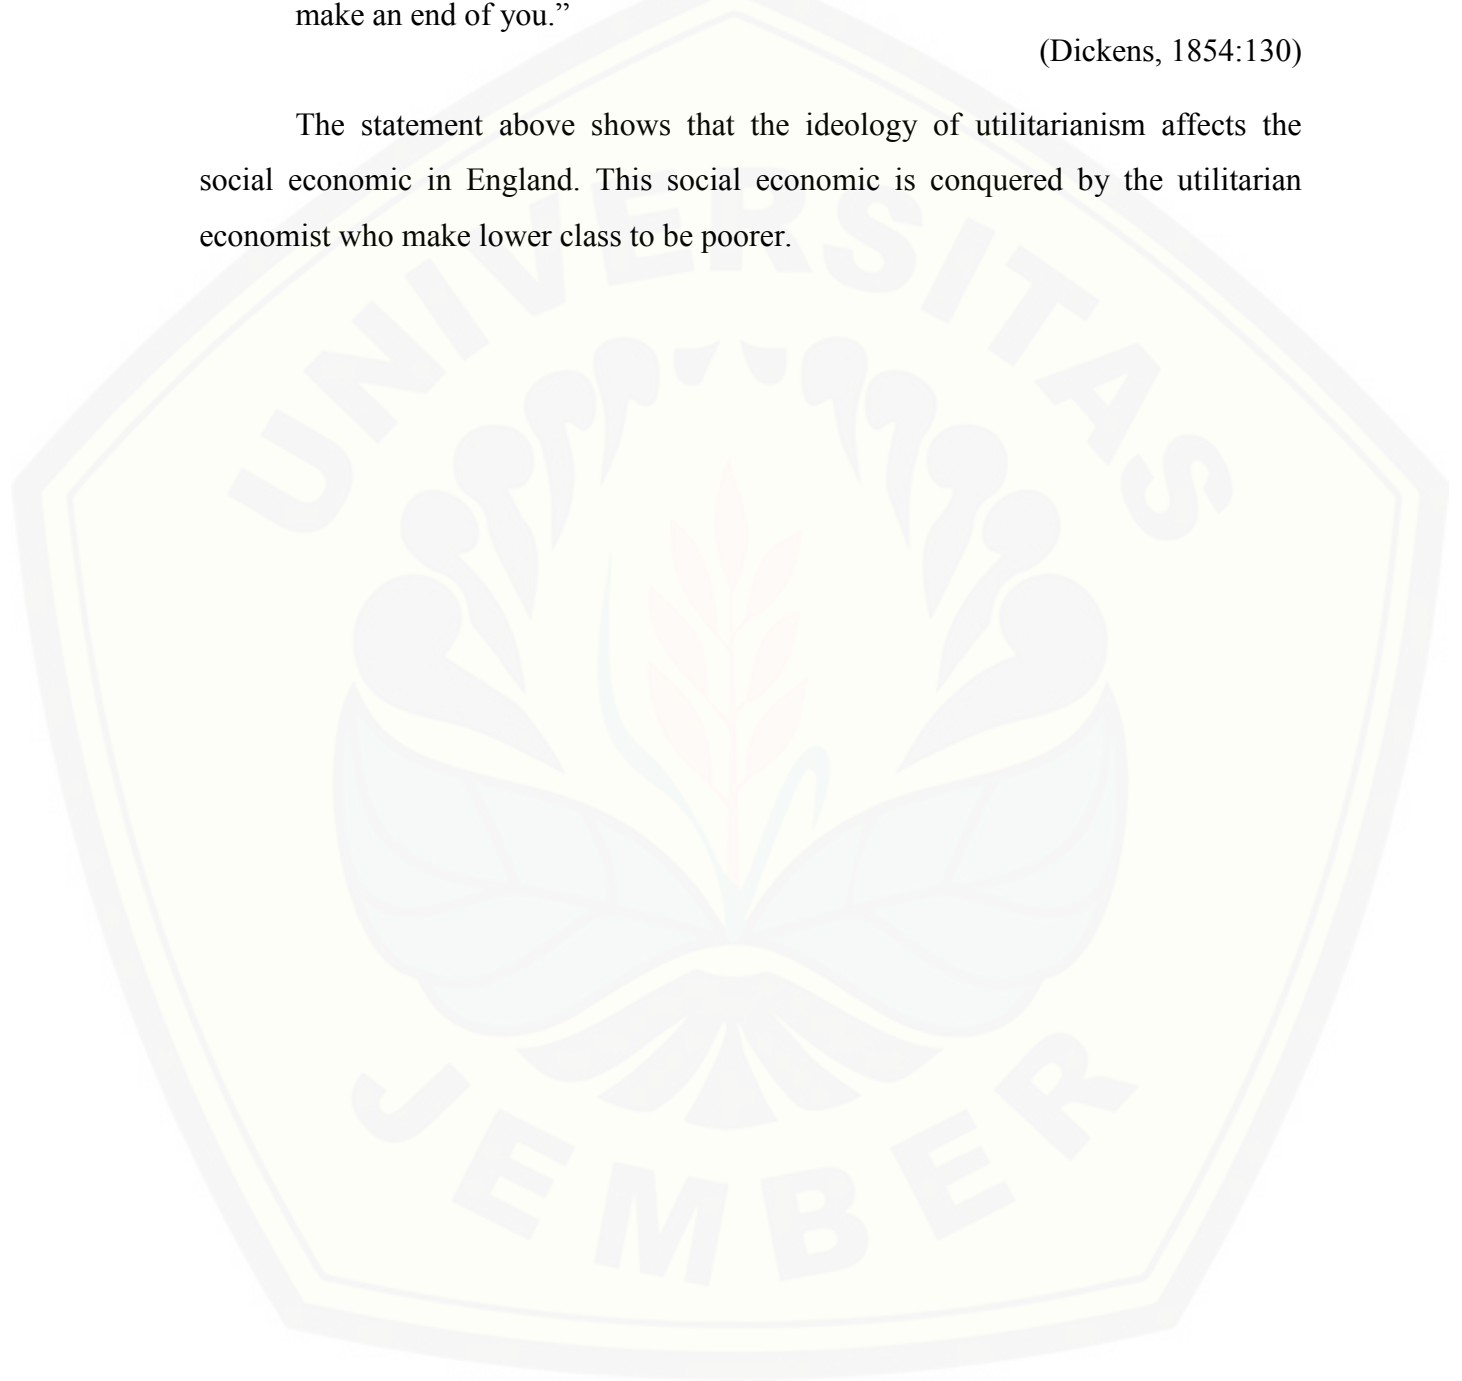 make an end of you.”
(Dickens, 1854:130)
The statement above shows that the ideology of utilitarianism affects the
social economic in England. This social economic is conquered by the utilitarian
economist who make lower class to be poorer.
UNIVERSITAS
JEMBER